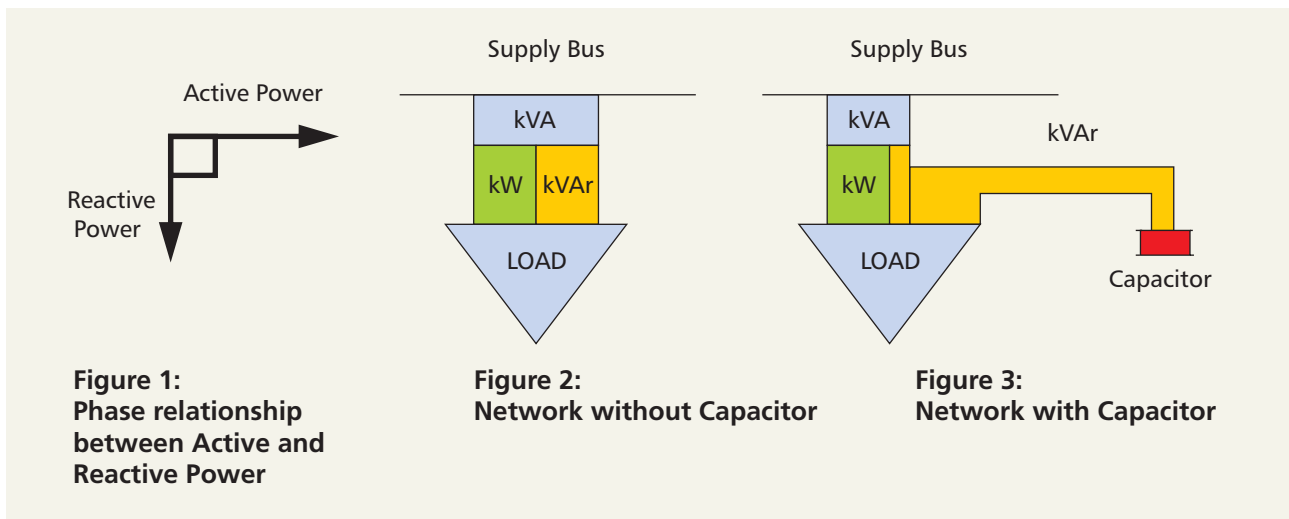 Active Power
Reactive
Power
Figure 1:
Phase relationship
between Active and
Reactive Power
Supply Bus
kVA
kW kVAr
LOAD
Figure 2:
Network without Capacitor
Supply Bus
kVA
kVAr
kW
LOAD
Capacitor
Figure 3:
Network with Capacitor